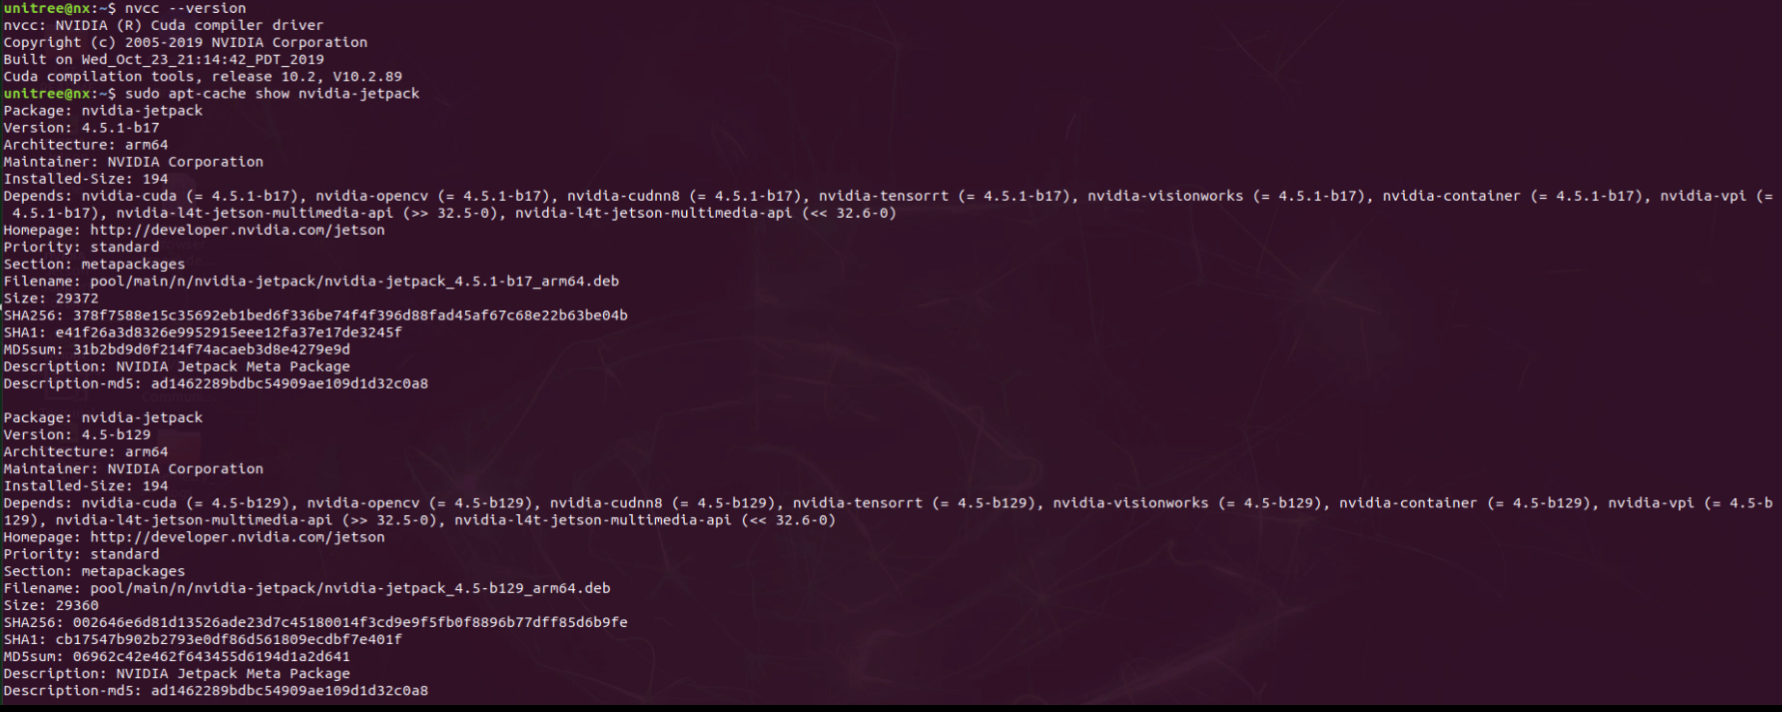 unitree@nx:~$ nvcc --version
nvcc: NVIDIA (R) Cuda compiler driver
Copyright (c) 2005-2019 NVIDIA Corporation
Built on Wed_Oct_23_21:14:42_PDT_2019
Cuda compilation tools, release 10.2, V10.2.89
unitree@nx:~$ sudo apt-cache show nvidia-jetpack
Package: nvidia-jetpack
Version: 4.5.1-b17
Architecture: arm64
Maintainer: NVIDIA Corporation
Installed-Size: 194
Depends: nvidia-cuda (= 4.5.1-b17), nvidia-opencv (= 4.5.1-b17), nvidia-cudnn8 (= 4.5.1-b17), nvidia-tensorrt (= 4.5.1-b17), nvidia-visionworks (= 4.5.1-b17), nvidia-container (= 4.5.1-b17), nvidia-vpi (=
 4.5.1-b17), nvidia-l4t-jetson-multimedia-api (>> 32.5-0), nvidia-l4t-jetson-multimedia-api (<< 32.6-0)
Homepage: http://developer.nvidia.com/jetson
Priority: standard
Section: metapackages
Filename: pool/main/n/nvidia-jetpack/nvidia-jetpack_4.5.1-b17_arm64.deb
Size: 29372
SHA256: 378f7588e15c35692eb1bed6f336be74f4f396d88fad45af67c68e22b63be04b
SHA1: e41f26a3d8326e9952915eee12fa37e17de3245f
MD5sum: 31b2bd9d0f214f74acaeb3d8e4279e9d
Description: NVIDIA Jetpack Meta Package
Description-md5: ad1462289bdbc54909ae109d1d32c0a8

Package: nvidia-jetpack
Version: 4.5-b129
Architecture: arm64
Maintainer: NVIDIA Corporation
Installed-Size: 194
Depends: nvidia-cuda (= 4.5-b129), nvidia-opencv (= 4.5-b129), nvidia-cudnn8 (= 4.5-b129), nvidia-tensorrt (= 4.5-b129), nvidia-visionworks (= 4.5-b129), nvidia-container (= 4.5-b129), nvidia-vpi (= 4.5-b
129), nvidia-l4t-jetson-multimedia-api (>> 32.5-0), nvidia-l4t-jetson-multimedia-api (<< 32.6-0)
Homepage: http://developer.nvidia.com/jetson
Priority: standard
Section: metapackages
Filename: pool/main/n/nvidia-jetpack/nvidia-jetpack_4.5-b129_arm64.deb
Size: 29360
SHA256: 002646e6d81d13526ade23d7c45180014f3cd9e9f5fb0f8896b77dff85d6b9fe
SHA1: cb17547b902b2793e0df86d561809ecdbf7e401f
MD5sum: 06962c42e462f643455d6194d1a2d641
Description: NVIDIA Jetpack Meta Package
Description-md5: ad1462289bdbc54909ae109d1d32c0a8